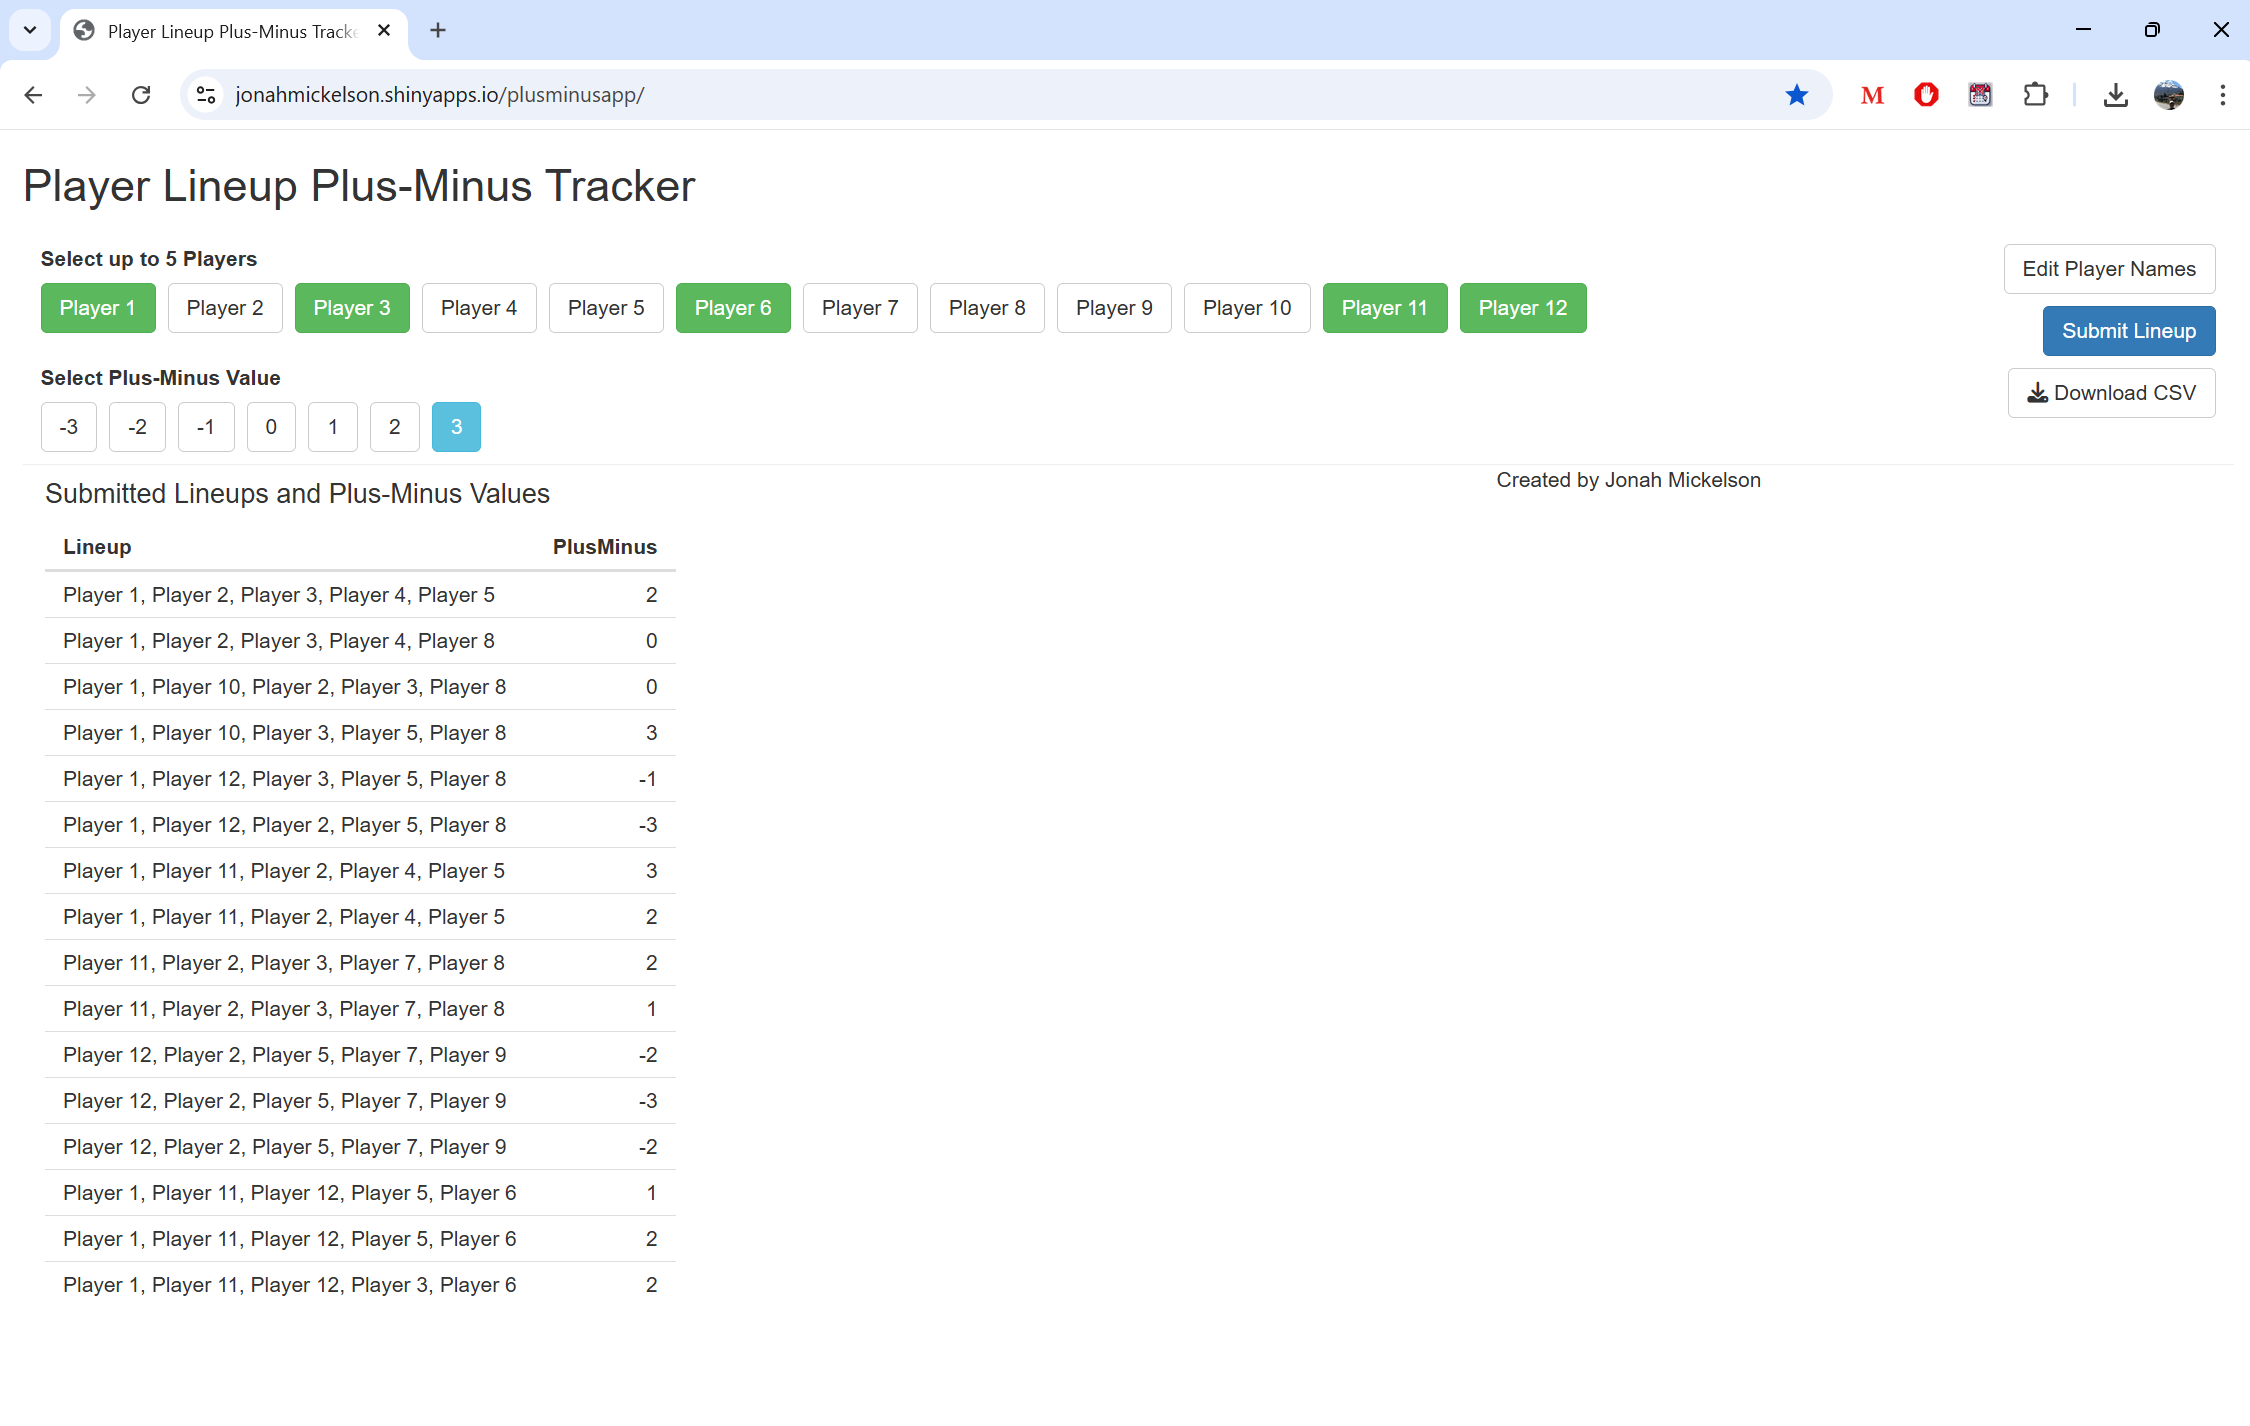 Player Lineup Plus-Minus Tracke
jonahmickelson.shinyapps.io/plusminusapp/
M
Player Lineup Plus-Minus Tracker
Select up to 5 Players
Player 1 Player 2 Player 3 Player 4 Player 5 Player 6 Player 7 Player 8 Player 9 Player 10 Player 11 Player 12
Edit Player Names
Submit Lineup
Download CSV
Select Plus-Minus Value
-3 -2 -1 0 1 2 3
Created by Jonah Mickelson
Submitted Lineups and Plus-Minus Values
Lineup PlusMinus
Player 1, Player 2, Player 3, Player 4, Player 5 2
Player 1, Player 2, Player 3, Player 4, Player 8 0
Player 1, Player 10, Player 2, Player 3, Player 8 0
Player 1, Player 10, Player 3, Player 5, Player 8 3
Player 1, Player 12, Player 3, Player 5, Player 8 -1
Player 1, Player 12, Player 2, Player 5, Player 8 -3
Player 1, Player 11, Player 2, Player 4, Player 5 3
Player 1, Player 11, Player 2, Player 4, Player 5 2
Player 11, Player 2, Player 3, Player 7, Player 8 2
Player 11, Player 2, Player 3, Player 7, Player 8 1
Player 12, Player 2, Player 5, Player 7, Player 9 -2
Player 12, Player 2, Player 5, Player 7, Player 9 -3
Player 12, Player 2, Player 5, Player 7, Player 9 -2
Player 1, Player 11, Player 12, Player 5, Player 6 1
Player 1, Player 11, Player 12, Player 5, Player 6 2
Player 1, Player 11, Player 12, Player 3, Player 6 2